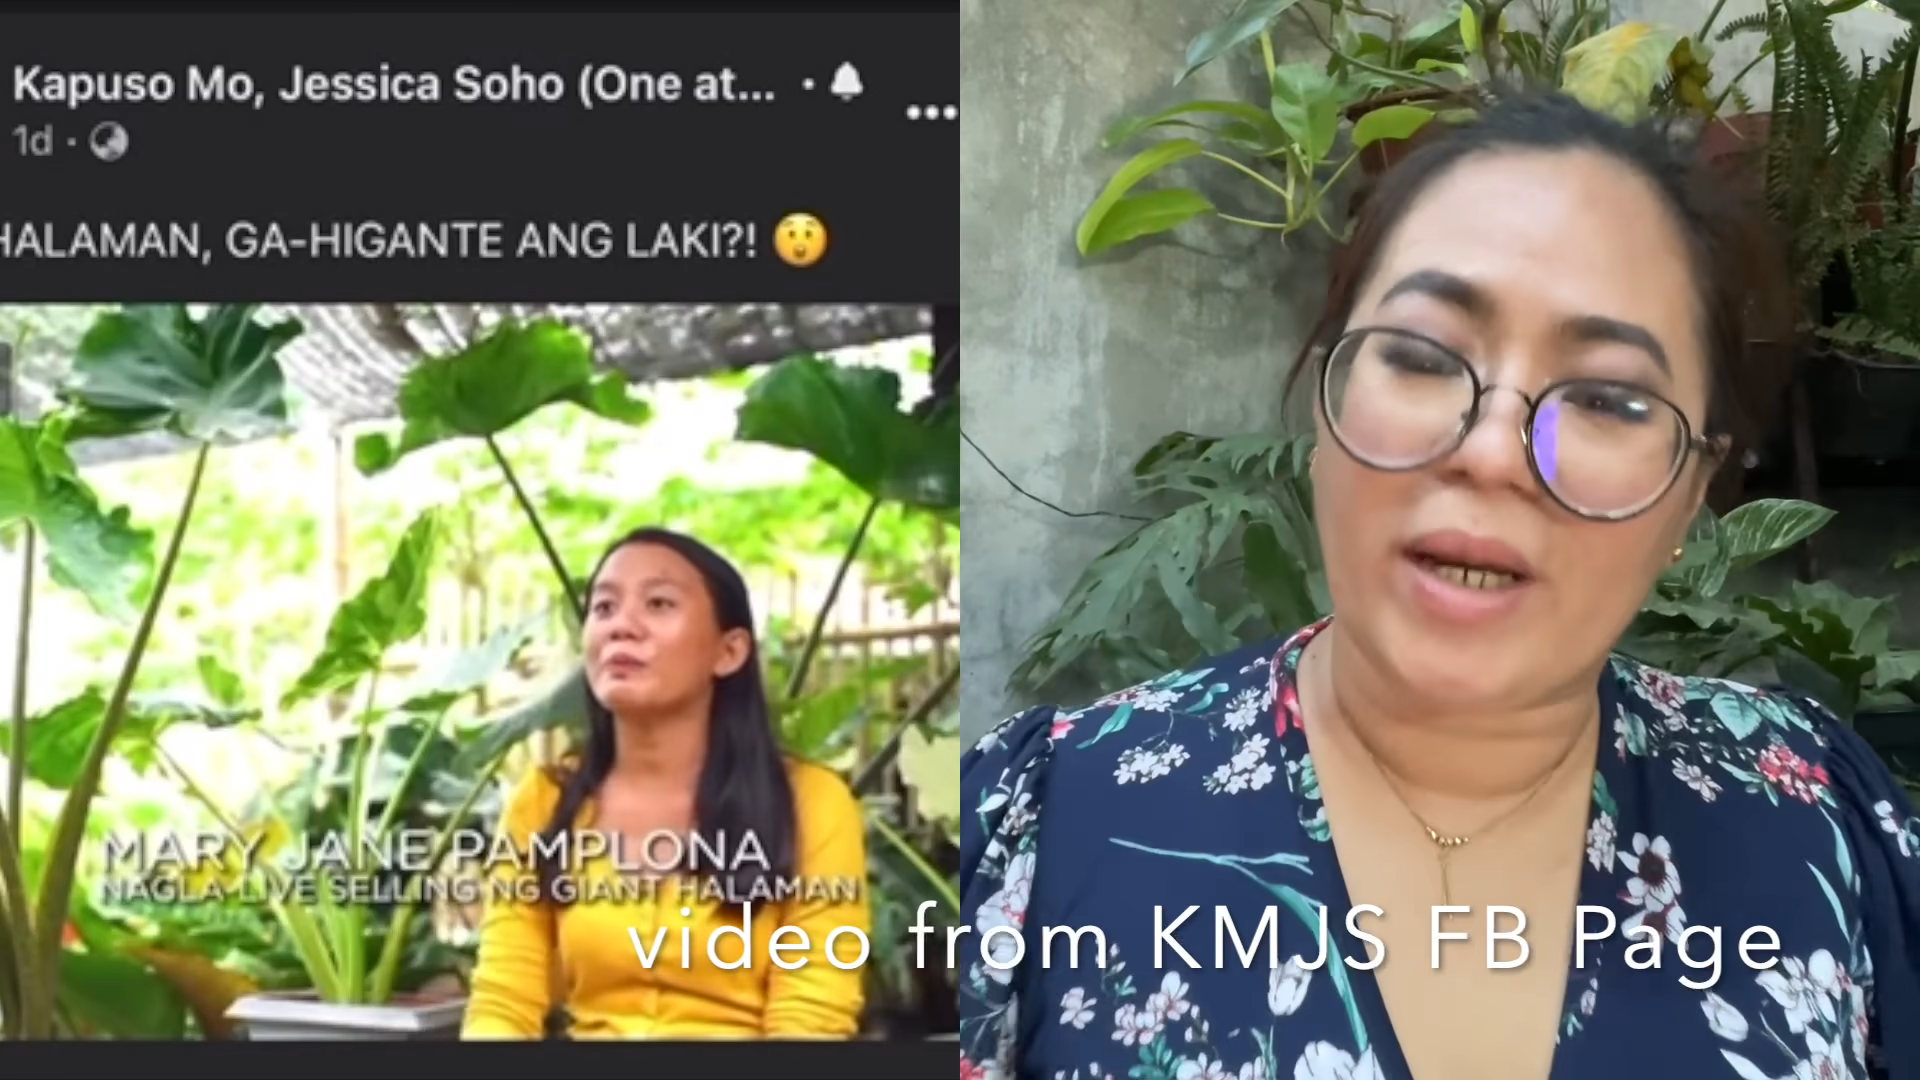 Kapuso Mo, Jessica Soho (One at... ·
1d ·
HALAMAN, GA-HIGANTE ANG LAKI?! 😲
MARY JANE PAMPLONA
NAGLA-LIVE SELLING NG GIANT HALAMAN
video from KMJS FB Page